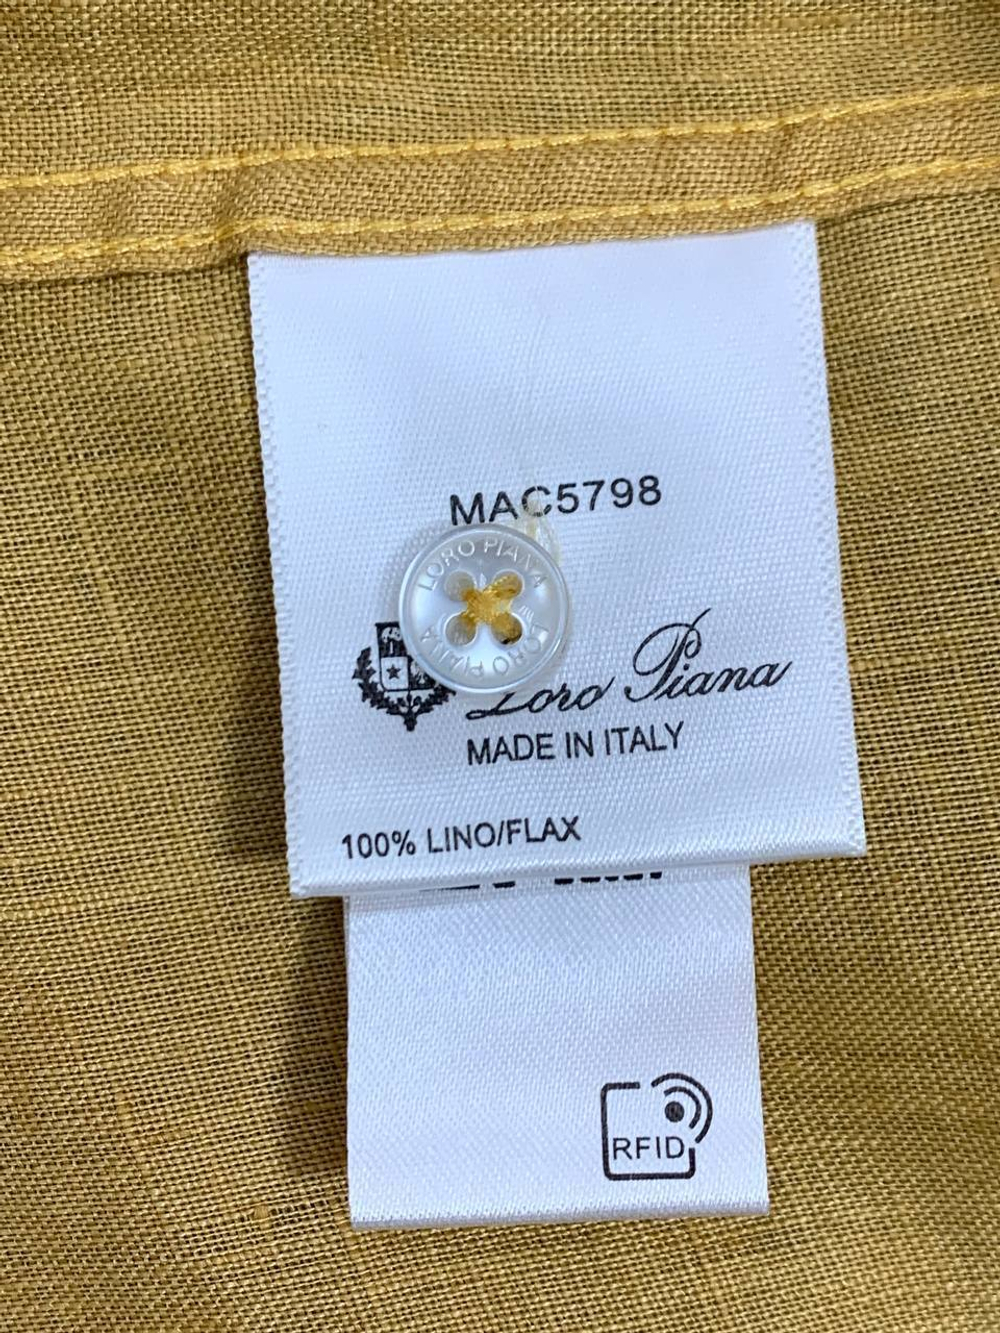 MAC5798
LORO PIANA
LORO PIANA
Loro Piana
MADE IN ITALY
100% LINO/FLAX
RFID